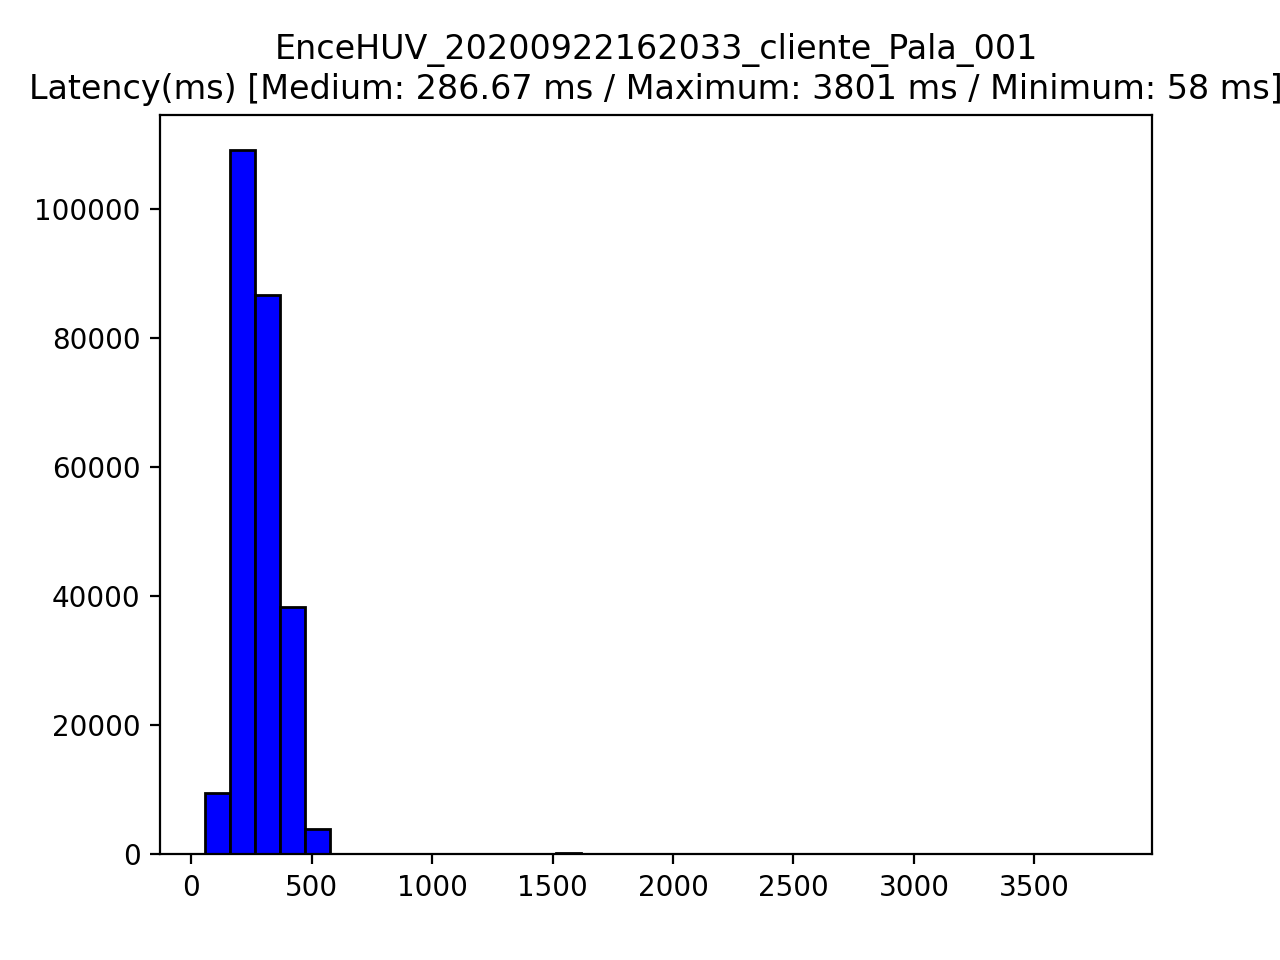 EnceHUV_20200922162033_cliente_Pala_001
Latency(ms) [Medium: 286.67 ms / Maximum: 3801 ms / Minimum: 58 ms]
100000
80000
60000
40000
20000
0
0 500 1000 1500 2000 2500 3000 3500